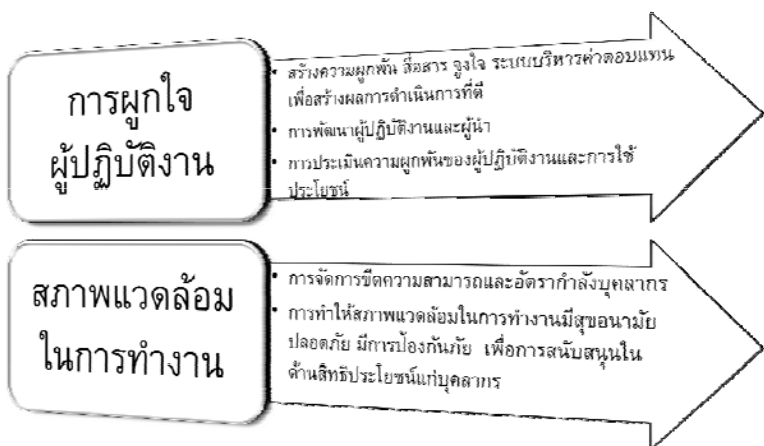 การผูกใจ
ผู้ปฏิบัติงาน
• สร้างความผูกพัน สื่อสาร จูงใจ ระบบบริหารค่าตอบแทน
เพื่อสร้างผลการดำเนินการที่ดี
• การพัฒนาผู้ปฏิบัติงานและผู้นำ
• การประเมินความผูกพันของผู้ปฏิบัติงานและการใช้
ประโยชน์
สภาพแวดล้อม
ในการทำงาน
• การจัดการขีดความสามารถและอัตรากำลังบุคลากร
• การทำให้สภาพแวดล้อมในการทำงานมีสุขอนามัย
ปลอดภัย มีการป้องกันภัย เพื่อการสนับสนุนใน
ด้านสิทธิประโยชน์แก่บุคลากร